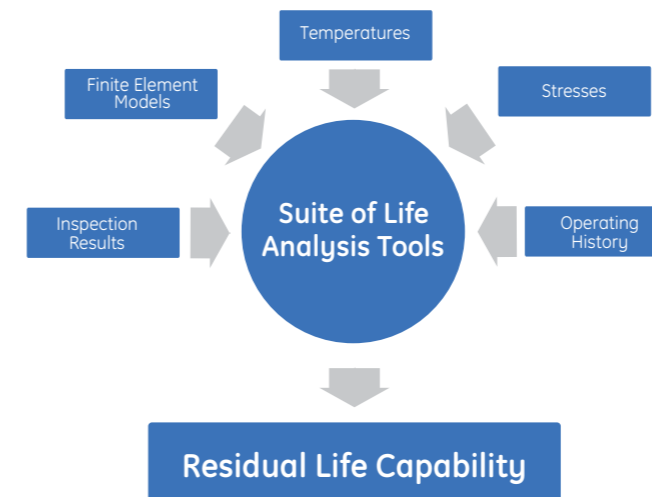 Temperatures
Finite Element
Models
Stresses
Inspection
Results
Suite of Life
Analysis Tools
Operating
History
Residual Life Capability